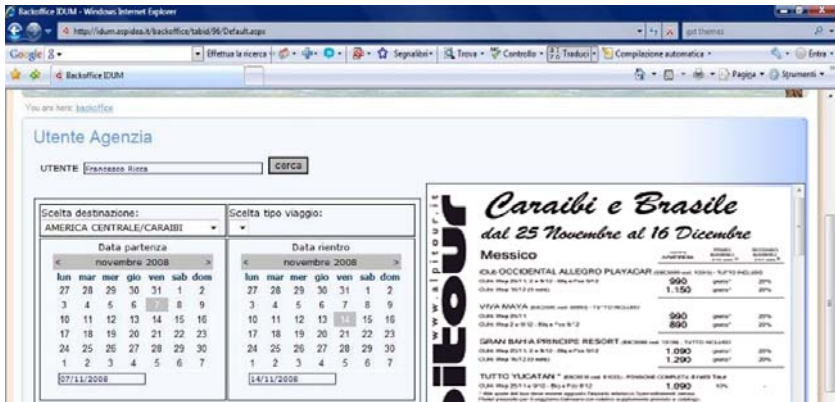 Backoffice IDUM - Windows Internet Explorer
http://idum.aspidea.it/backoffice/tabid/96/Default.aspx
gpt themes
Google
Effettua la ricerca
Segnalibri
Trova
Controllo
Traduci
Compilazione automatica
Entra
Backoffice IDUM
Pagina
Strumenti
You are here: backoffice
Utente Agenzia
UTENTE Francesco Ricca cerca
Scelta destinazione:
AMERICA CENTRALE/CARAIBI
Scelta tipo viaggio:
Data partenza
< novembre 2008 >
lun mar mer gio ven sab dom
27 28 29 30 31 1 2
3 4 5 6 7 8 9
10 11 12 13 14 15 16
17 18 19 20 21 22 23
24 25 26 27 28 29 30
1 2 3 4 5 6 7
07/11/2008
Data rientro
< novembre 2008 >
lun mar mer gio ven sab dom
27 28 29 30 31 1 2
3 4 5 6 7 8 9
10 11 12 13 14 15 16
17 18 19 20 21 22 23
24 25 26 27 28 29 30
1 2 3 4 5 6 7
14/11/2008
www.alpitour.it
pitour
Caraibi e Brasile
dal 25 Novembre al 16 Dicembre
Messico
Club OCCIDENTAL ALLEGRO PLAYACAR
990
1.150
VIVA MAYA
990
890
GRAN BAHIA PRINCIPE RESORT
1.090
1.290
TUTTO YUCATAN
1.090